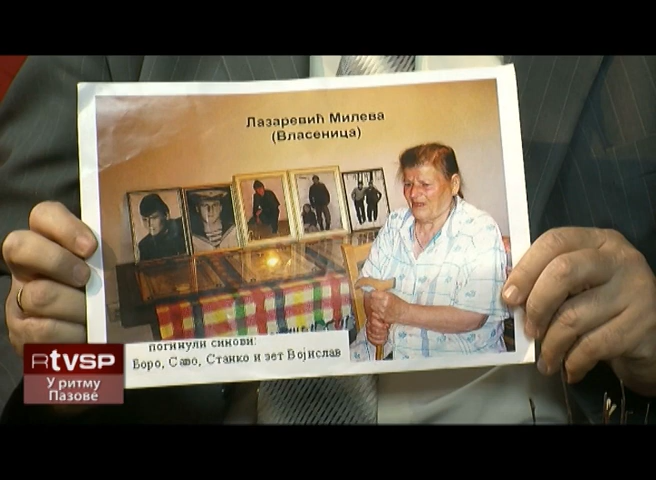 Лазаревић Милева
(Власеница)
погинули синови:
Боро, Саво, Станко и зет Војислав
RTVSP
У ритму
Пазове